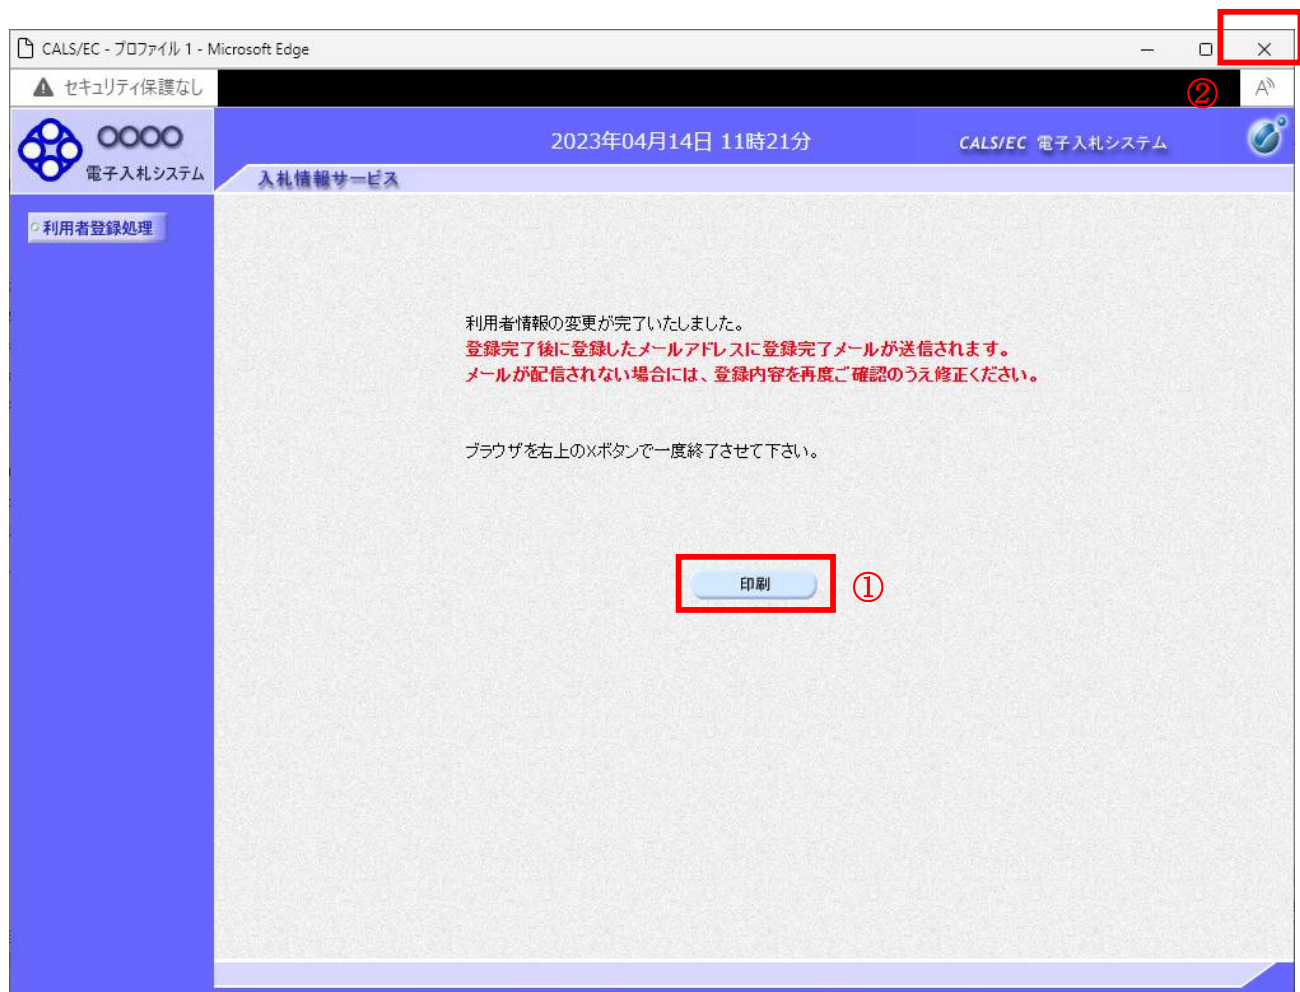 CALS/EC - プロファイル 1 - Microsoft Edge
セキュリティ保護なし
②
A
〇〇〇〇
電子入札システム
2023年04月14日 11時21分
CALS/EC 電子入札システム
入札情報サービス
利用者登録処理
利用者情報の変更が完了いたしました。
登録完了後に登録したメールアドレスに登録完了メールが送信されます。
メールが配信されない場合には、登録内容を再度ご確認のうえ修正ください。
ブラウザを右上の×ボタンで一度終了させて下さい。
印刷
①